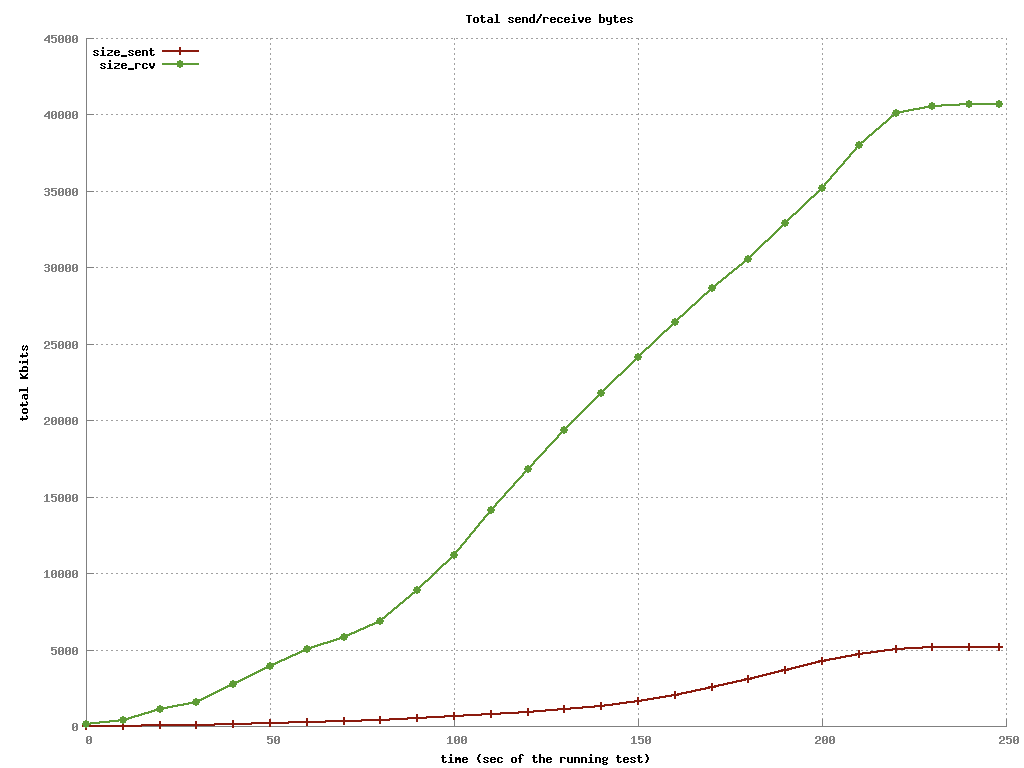 Total send/receive bytes
45000
size_sent
size_rcv
40000
35000
30000
25000
total Kbits
20000
15000
10000
5000
0
0 50 100 150 200 250
time (sec of the running test)